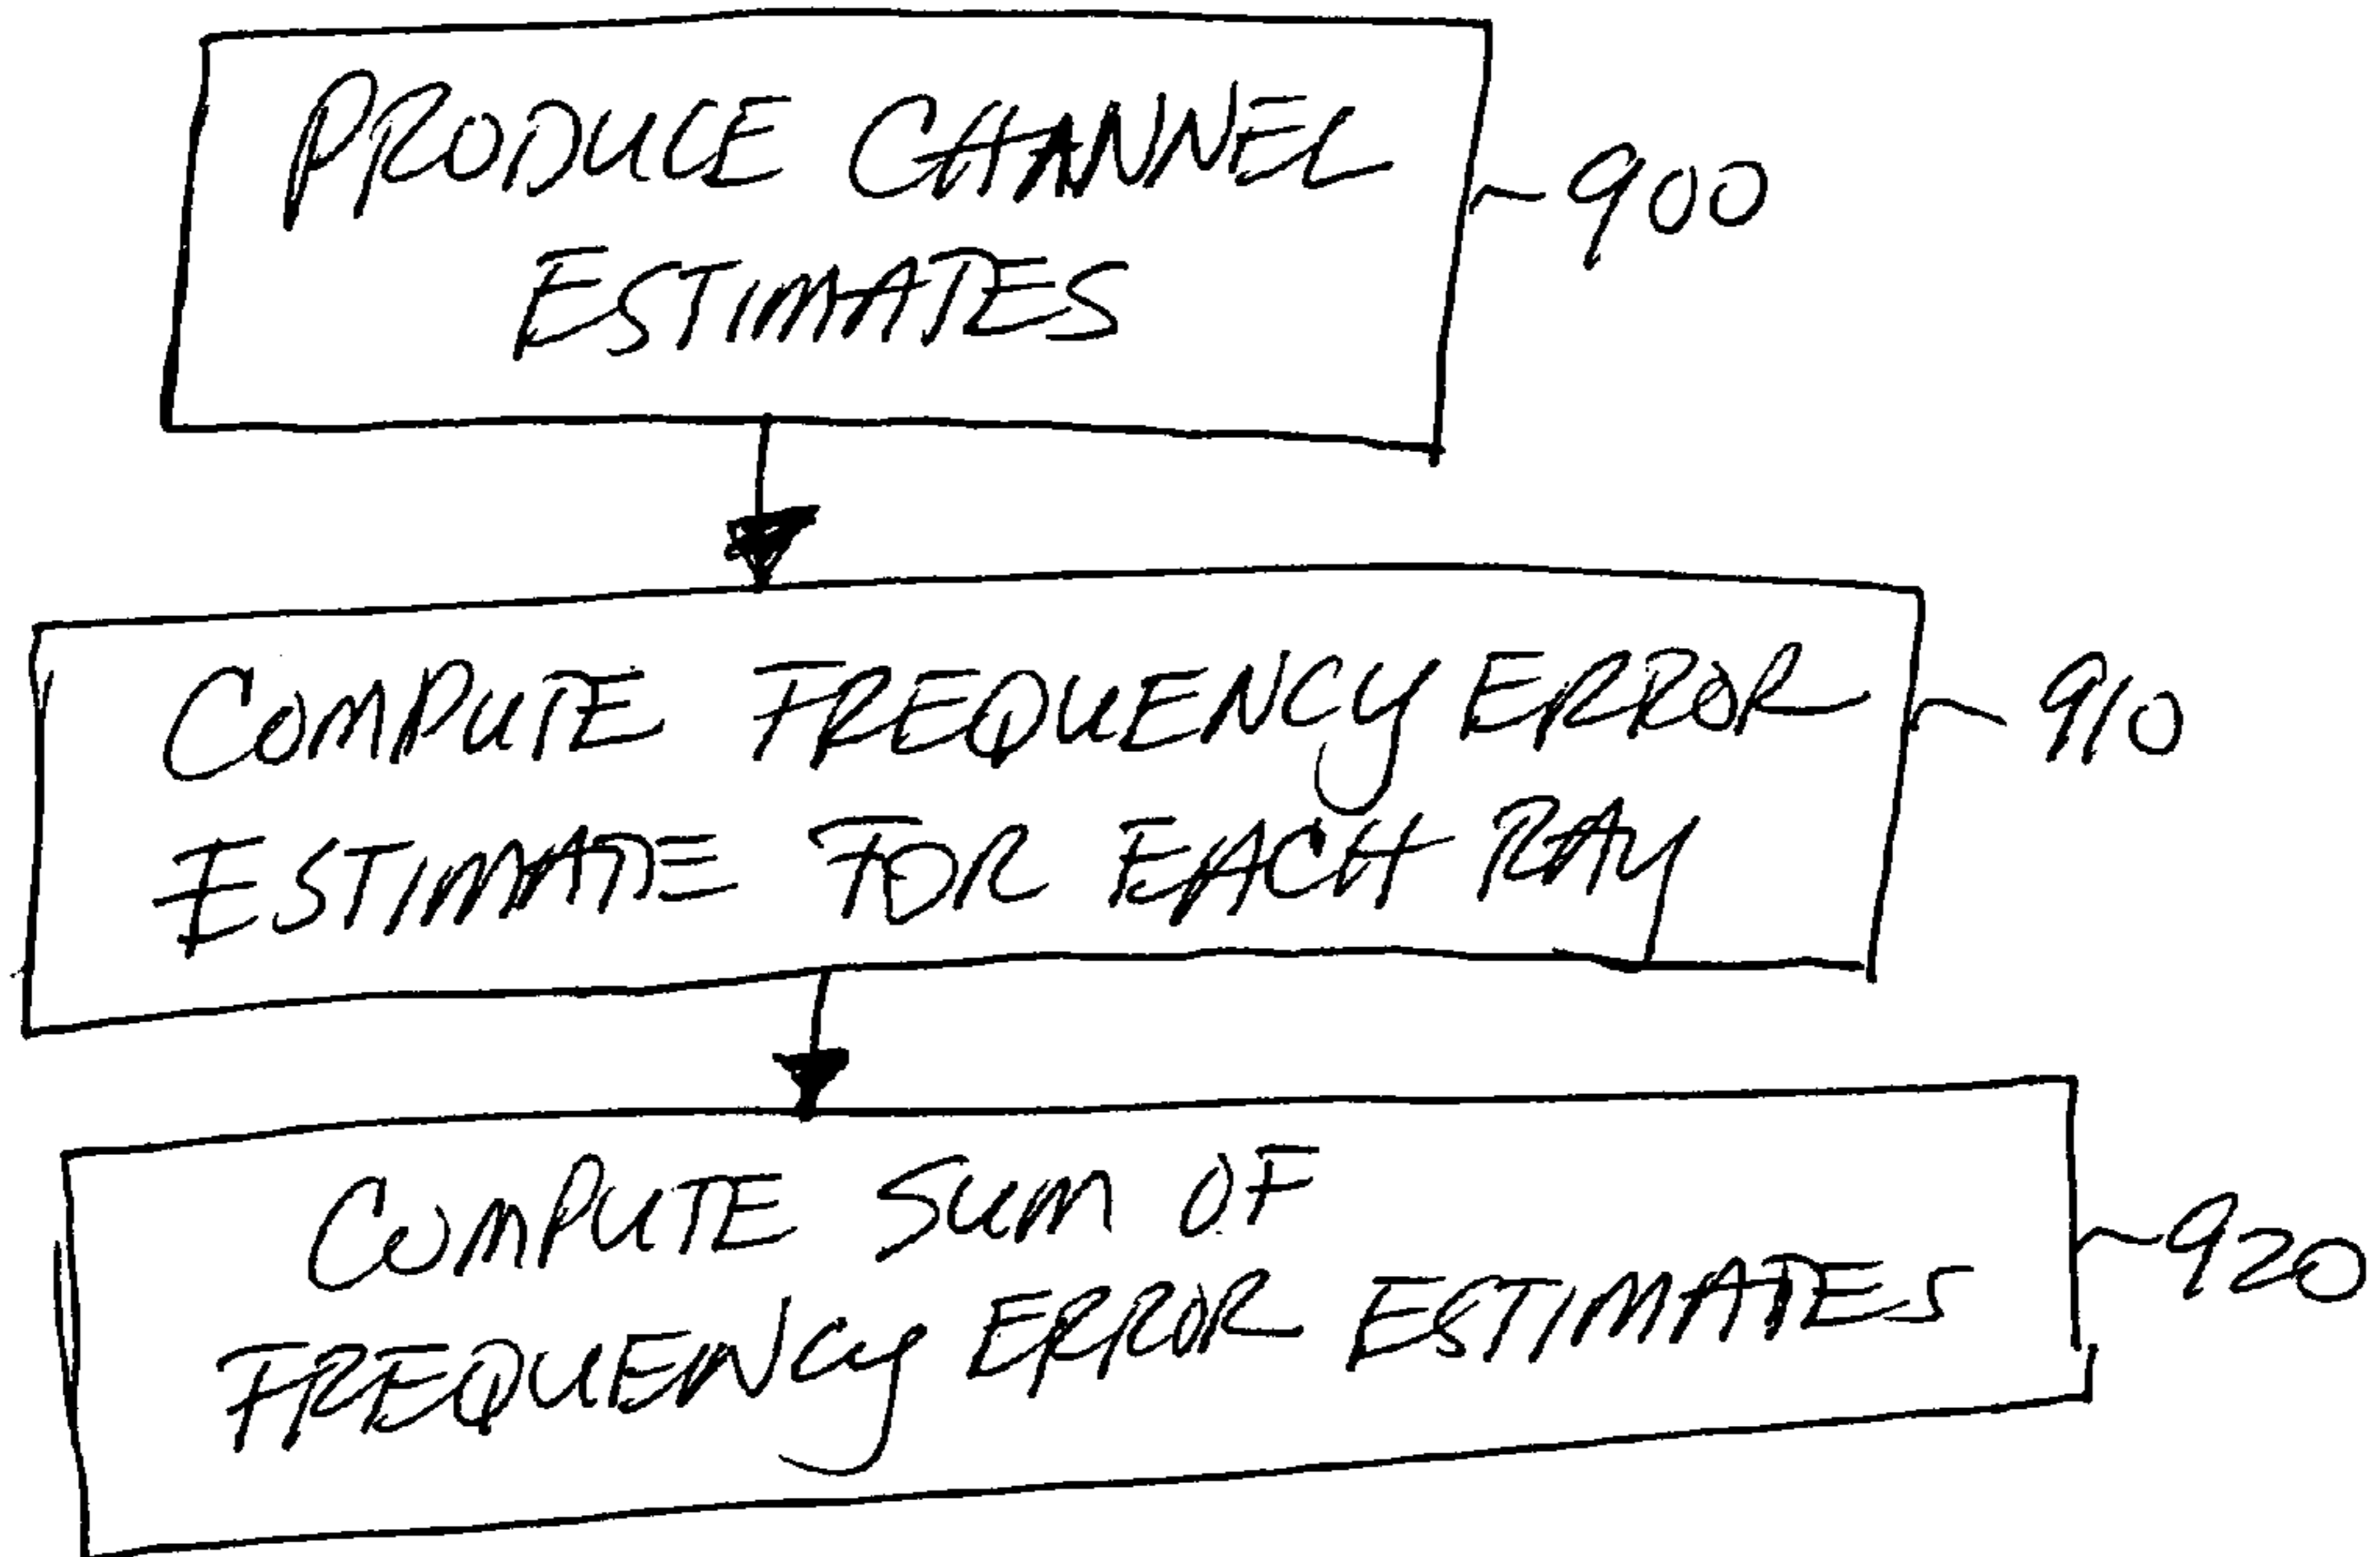 PRODUCE CHANNEL
ESTIMATES
900
COMPUTE FREQUENCY ERROR
ESTIMATE FOR EACH RAY
910
COMPUTE SUM OF
FREQUENCY ERROR ESTIMATES
920